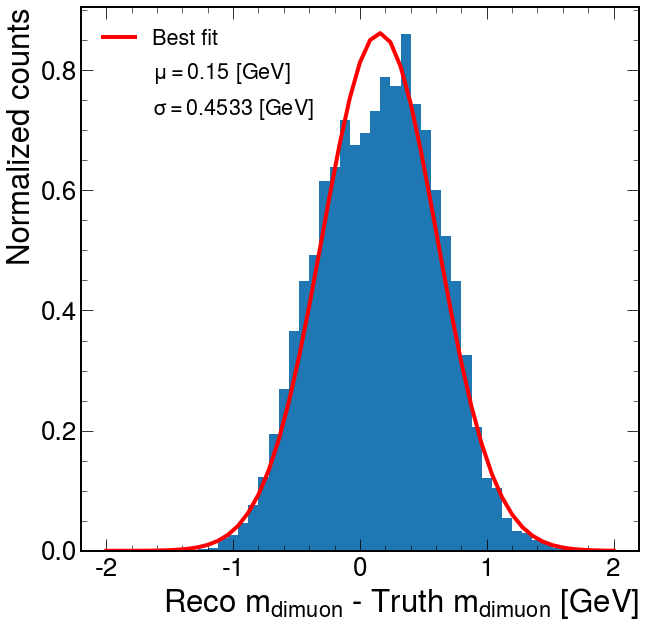 Normalized counts
Best fit
μ = 0.15 [GeV]
σ = 0.4533 [GeV]
0.8
0.6
0.4
0.2
0.0
-2 -1 0 1 2
Reco m_dimuon - Truth m_dimuon [GeV]